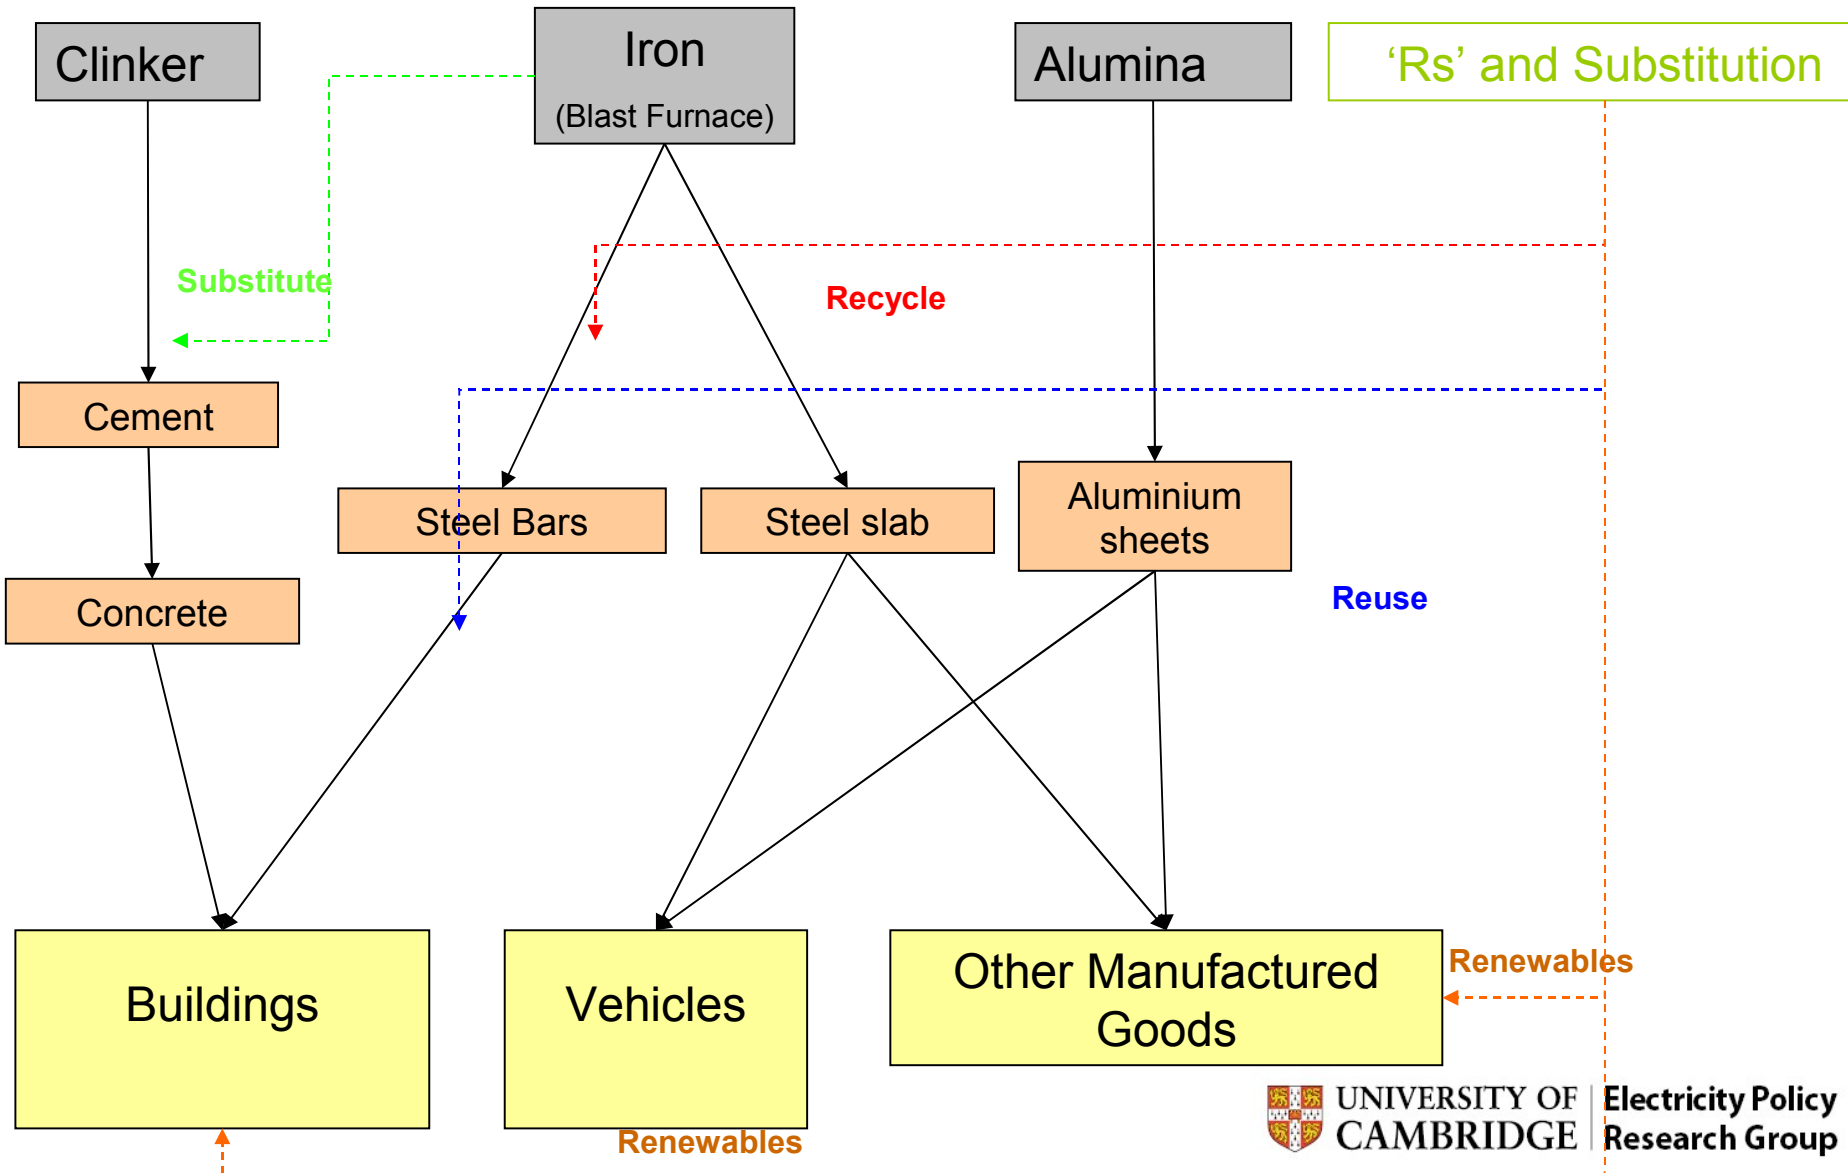 Clinker
Iron
(Blast Furnace)
Alumina
‘Rs’ and Substitution
Substitute
Recycle
Cement
Steel Bars
Steel slab
Aluminium
sheets
Concrete
Reuse
Buildings
Vehicles
Other Manufactured
Goods
Renewables
Renewables
UNIVERSITY OF
CAMBRIDGE
Electricity Policy
Research Group